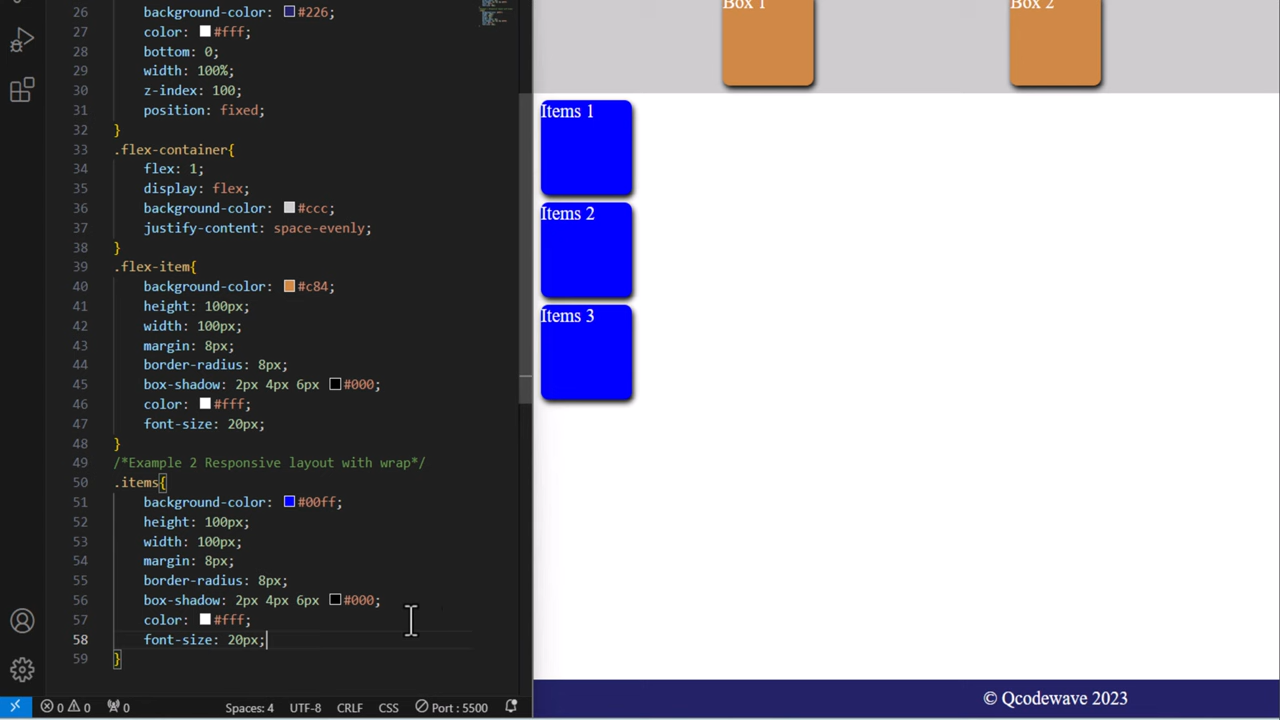 26 background-color: #226;
27 color: #fff;
28 bottom: 0;
29 width: 100%;
30 z-index: 100;
31 position: fixed;
32 }
33 .flex-container{
34 flex: 1;
35 display: flex;
36 background-color: #ccc;
37 justify-content: space-evenly;
38 }
39 .flex-item{
40 background-color: #c84;
41 height: 100px;
42 width: 100px;
43 margin: 8px;
44 border-radius: 8px;
45 box-shadow: 2px 4px 6px #000;
46 color: #fff;
47 font-size: 20px;
48 }
49 /*Example 2 Responsive layout with wrap*/
50 .items{
51 background-color: #00ff;
52 height: 100px;
53 width: 100px;
54 margin: 8px;
55 border-radius: 8px;
56 box-shadow: 2px 4px 6px #000;
57 color: #fff;
58 font-size: 20px;
59 }
0 0 0 Spaces: 4 UTF-8 CRLF CSS Port : 5500
Box 1 Box 2
Items 1
Items 2
Items 3
© Qcodewave 2023